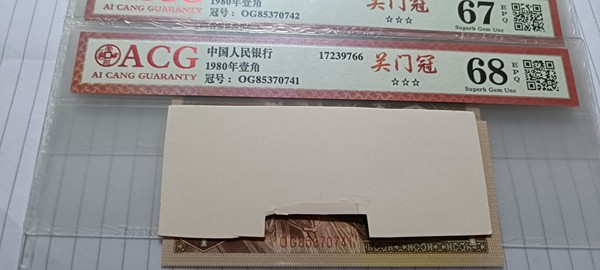 1980年壹角
冠号：OG85370742
关门冠
☆☆☆
67 EPQ
Superb Gem Unc
AI CANG GUARANTY
ACG
AI CANG GUARANTY
中国人民银行
1980年壹角
冠号：OG85370741
17239766
关门冠
☆☆☆
68 EPQ
Superb Gem Unc
OG85370741